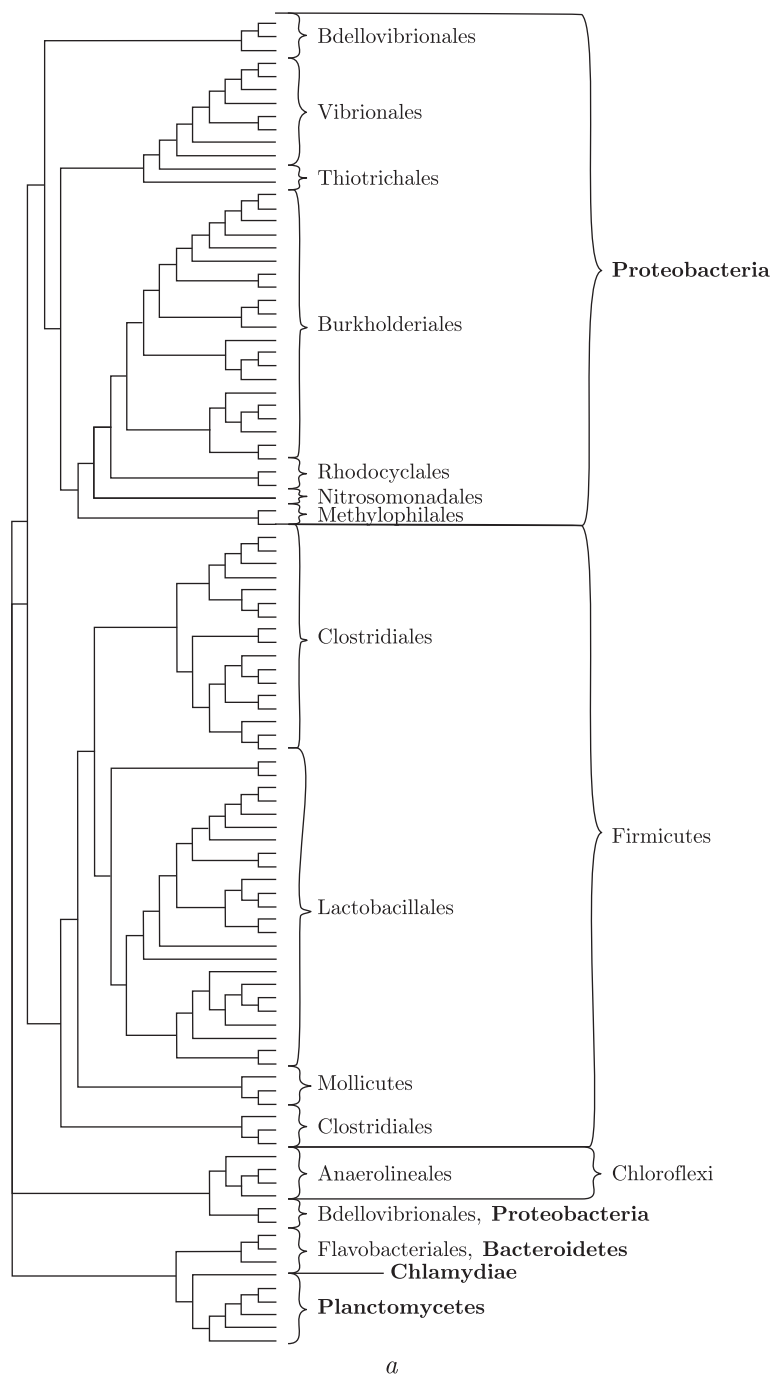 Bdellovibrionales
Vibrionales
Thiotrichales
Proteobacteria
Burkholderiales
Rhodocyclales
Nitrosomonadales
Methylophilales
Clostridiales
Firmicutes
Lactobacillales
Mollicutes
Clostridiales
Anaerolineales
Chloroflexi
Bdellovibrionales, Proteobacteria
Flavobacteriales, Bacteroidetes
Chlamydiae
Planctomycetes
a